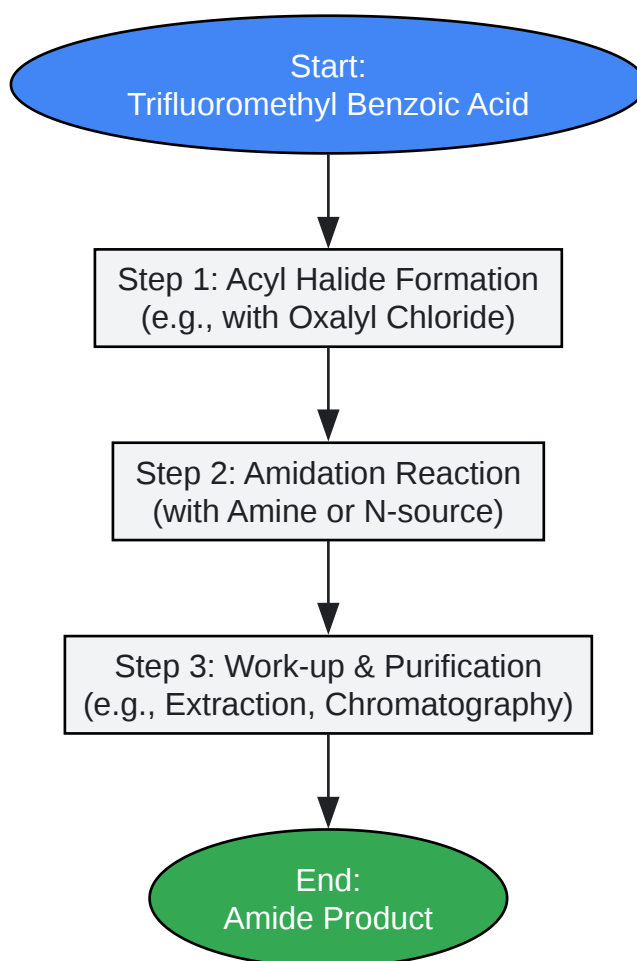 Start:
Trifluoromethyl Benzoic Acid
Step 1: Acyl Halide Formation
(e.g., with Oxalyl Chloride)
Step 2: Amidation Reaction
(with Amine or N-source)
Step 3: Work-up & Purification
(e.g., Extraction, Chromatography)
End:
Amide Product